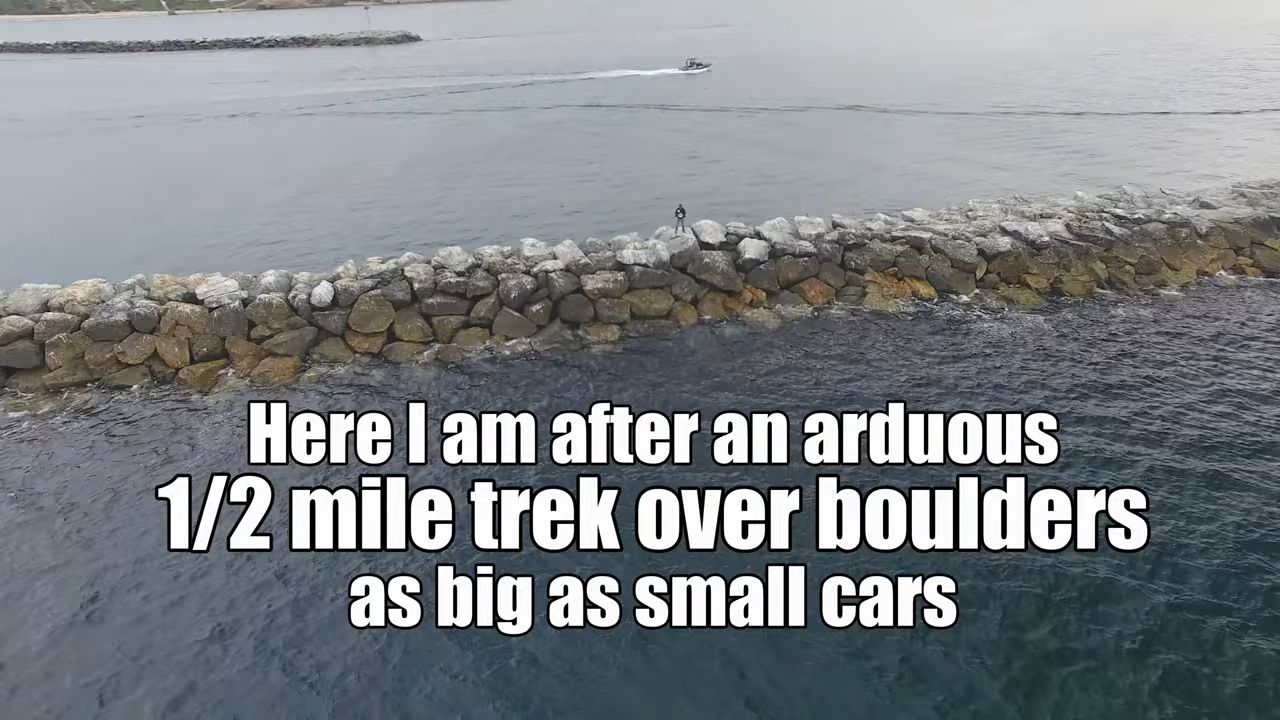 Here I am after an arduous
1/2 mile trek over boulders
as big as small cars